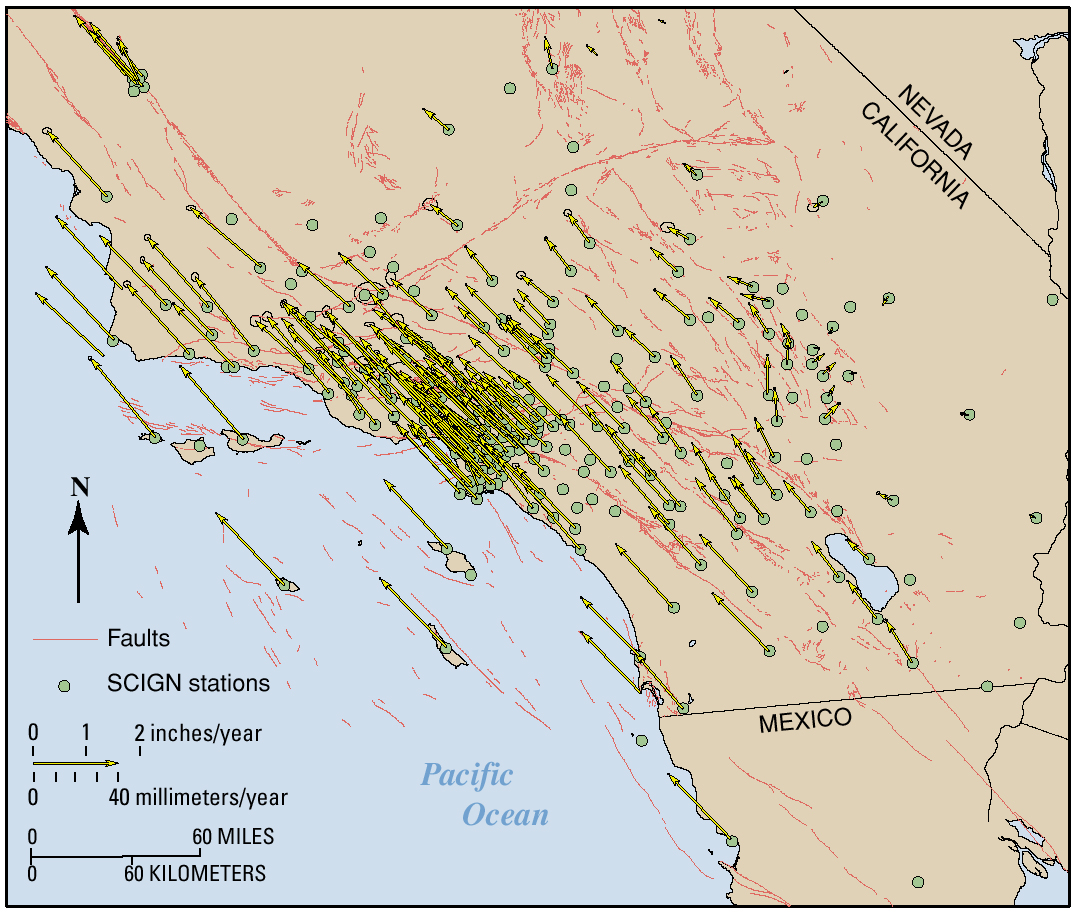 NEVADA
CALIFORNIA
N
Faults
SCIGN stations
0 1 2 inches/year
0 40 millimeters/year
0 60 MILES
0 60 KILOMETERS
MEXICO
Pacific
Ocean